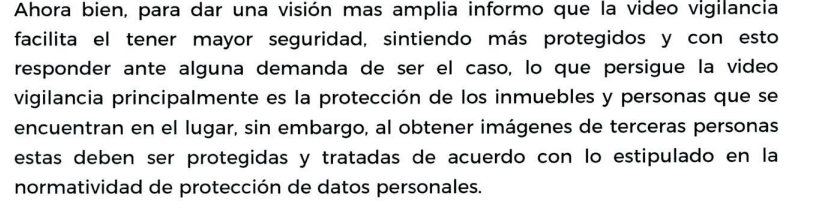 Ahora bien, para dar una visión mas amplia informo que la video vigilancia
facilita el tener mayor seguridad, sintiendo más protegidos y con esto
responder ante alguna demanda de ser el caso, lo que persigue la video
vigilancia principalmente es la protección de los inmuebles y personas que se
encuentran en el lugar, sin embargo, al obtener imágenes de terceras personas
estas deben ser protegidas y tratadas de acuerdo con lo estipulado en la
normatividad de protección de datos personales.